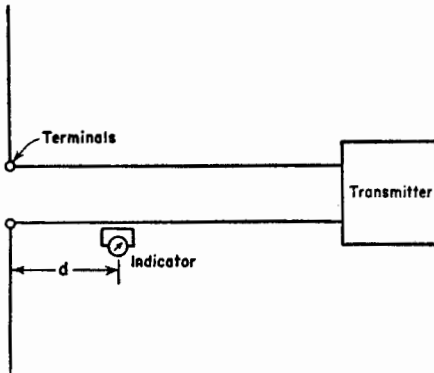 Terminals
Transmitter
Indicator
d